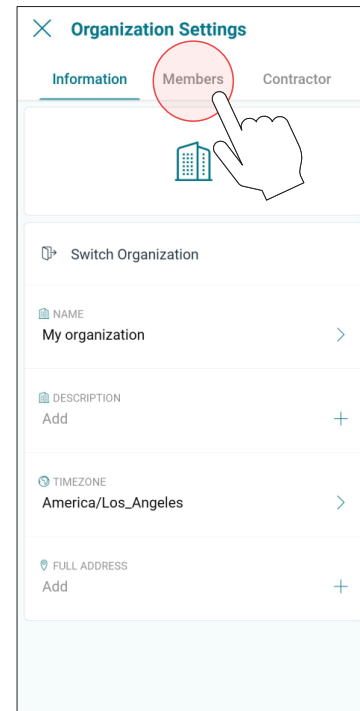 Organization Settings
Information Members Contractor
Switch Organization
NAME
My organization
DESCRIPTION
Add
TIMEZONE
America/Los_Angeles
FULL ADDRESS
Add